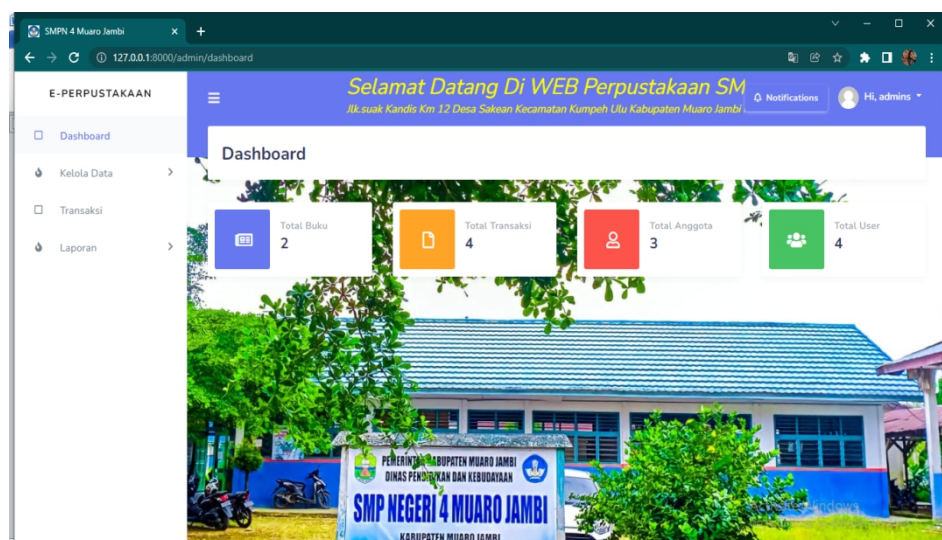 SMPN 4 Muaro Jambi
127.0.0.1:8000/admin/dashboard
E-PERPUSTAKAAN
Selamat Datang Di WEB Perpustakaan SM
Jlk.suak Kandis Km 12 Desa Sakean Kecamatan Kumpeh Ulu Kabupaten Muaro Jambi
Notifications
Hi, admins
Dashboard
Kelola Data
Transaksi
Laporan
Dashboard
Total Buku
2
Total Transaksi
4
Total Anggota
3
Total User
4
PEMERINTAH KABUPATEN MUARO JAMBI
DINAS PENDIDIKAN DAN KEBUDAYAAN
SMP NEGERI 4 MUARO JAMBI
KABUPATEN MUARO JAMBI